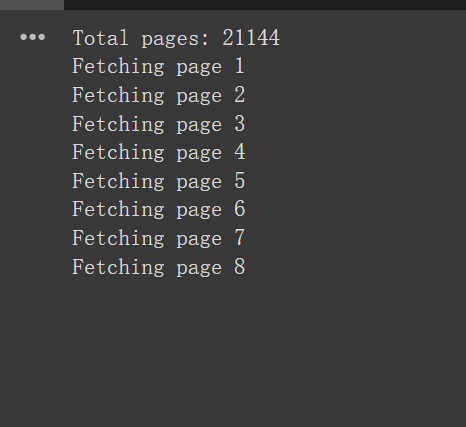 Total pages: 21144
Fetching page 1
Fetching page 2
Fetching page 3
Fetching page 4
Fetching page 5
Fetching page 6
Fetching page 7
Fetching page 8